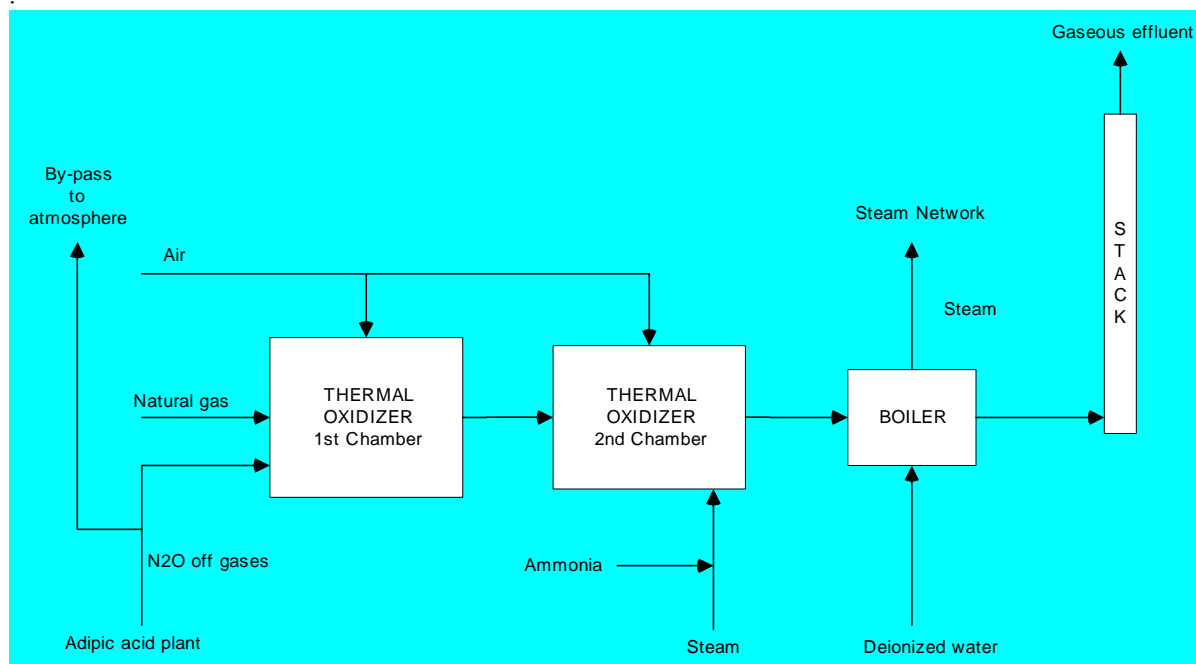 Gaseous effluent
By-pass
to
atmosphere
Steam Network
Air
Steam
S
T
A
C
K
THERMAL
OXIDIZER
1st Chamber
THERMAL
OXIDIZER
2nd Chamber
Natural gas
BOILER
N2O off gases
Ammonia
Adipic acid plant
Steam
Deionized water